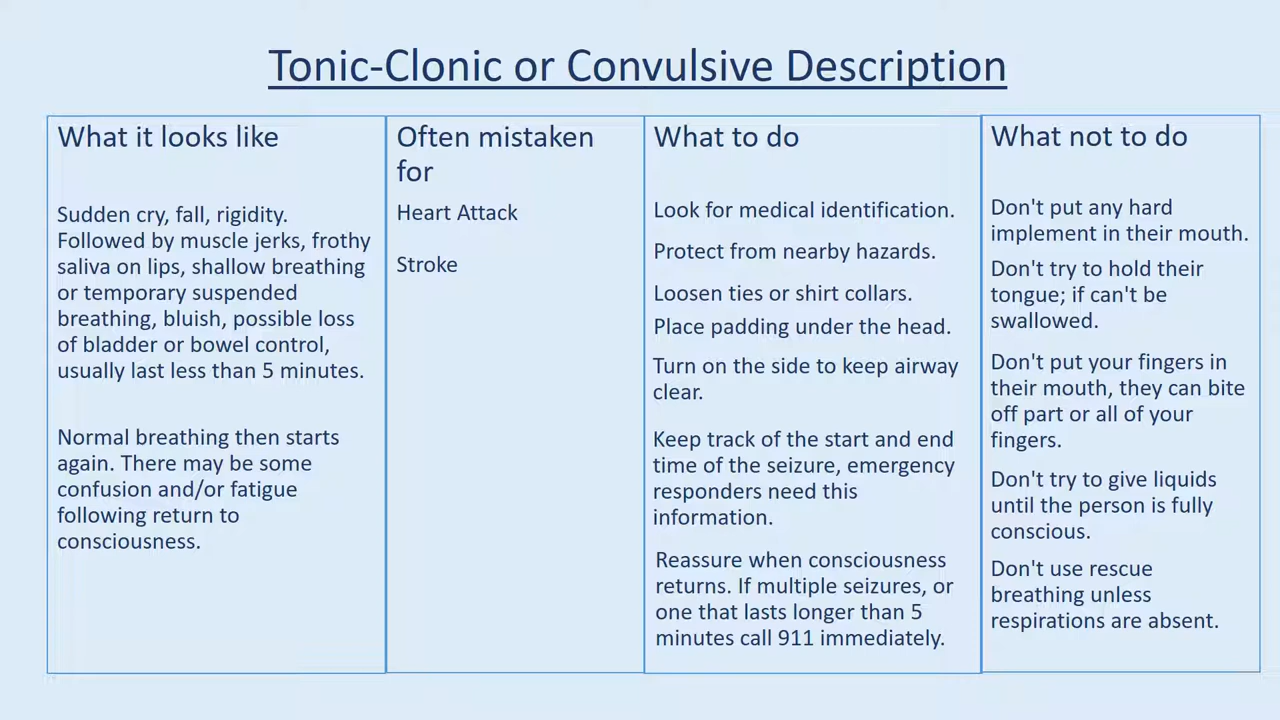 Tonic-Clonic or Convulsive Description
What it looks like
Sudden cry, fall, rigidity.
Followed by muscle jerks, frothy
saliva on lips, shallow breathing
or temporary suspended
breathing, bluish, possible loss
of bladder or bowel control,
usually last less than 5 minutes.
Normal breathing then starts
again. There may be some
confusion and/or fatigue
following return to
consciousness.
Often mistaken
for
Heart Attack
Stroke
What to do
Look for medical identification.
Protect from nearby hazards.
Loosen ties or shirt collars.
Place padding under the head.
Turn on the side to keep airway
clear.
Keep track of the start and end
time of the seizure, emergency
responders need this
information.
Reassure when consciousness
returns. If multiple seizures, or
one that lasts longer than 5
minutes call 911 immediately.
What not to do
Don't put any hard
implement in their mouth.
Don't try to hold their
tongue; if can't be
swallowed.
Don't put your fingers in
their mouth, they can bite
off part or all of your
fingers.
Don't try to give liquids
until the person is fully
conscious.
Don't use rescue
breathing unless
respirations are absent.